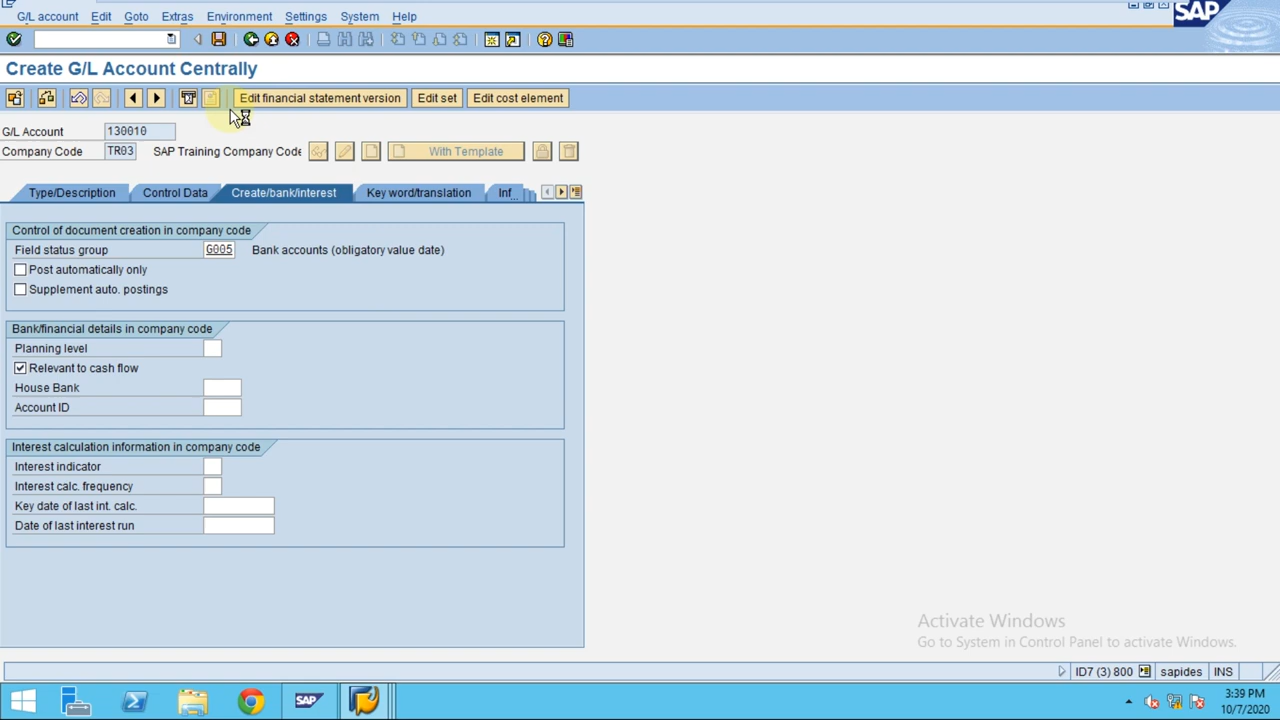 G/L account Edit Goto Extras Environment Settings System Help
SAP
Create G/L Account Centrally
Edit financial statement version Edit set Edit cost element
G/L Account 130010
Company Code TR03 SAP Training Company Code With Template
Type/Description Control Data Create/bank/interest Key word/translation Inf...
Control of document creation in company code
Field status group G005 Bank accounts (obligatory value date)
Post automatically only
Supplement auto. postings
Bank/financial details in company code
Planning level
Relevant to cash flow
House Bank
Account ID
Interest calculation information in company code
Interest indicator
Interest calc. frequency
Key date of last int. calc.
Date of last interest run
Activate Windows
Go to System in Control Panel to activate Windows.
ID7 (3) 800 sapides INS
SAP
3:39 PM
10/7/2020